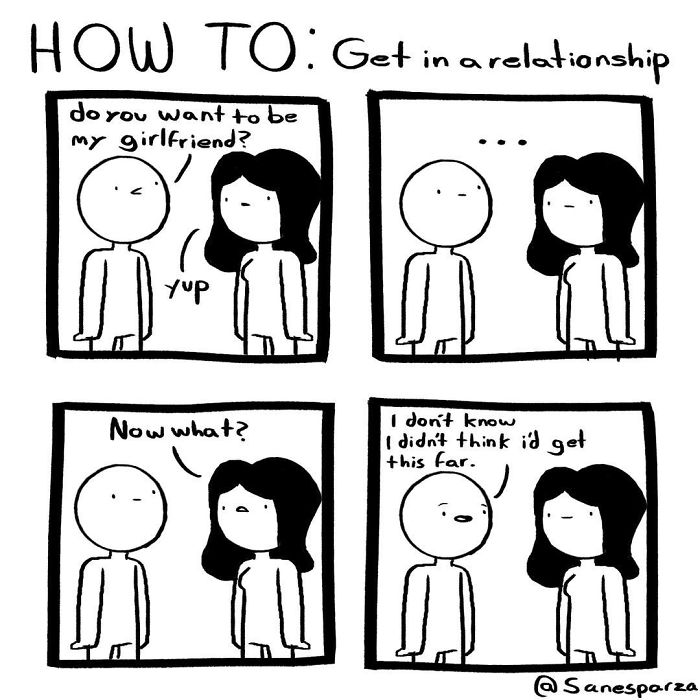 HOW TO: Get in a relationship
do you want to be
my girlfriend?
yup
...
Now what?
I don't know
I didn't think i'd get
this far.
@Sanesparza